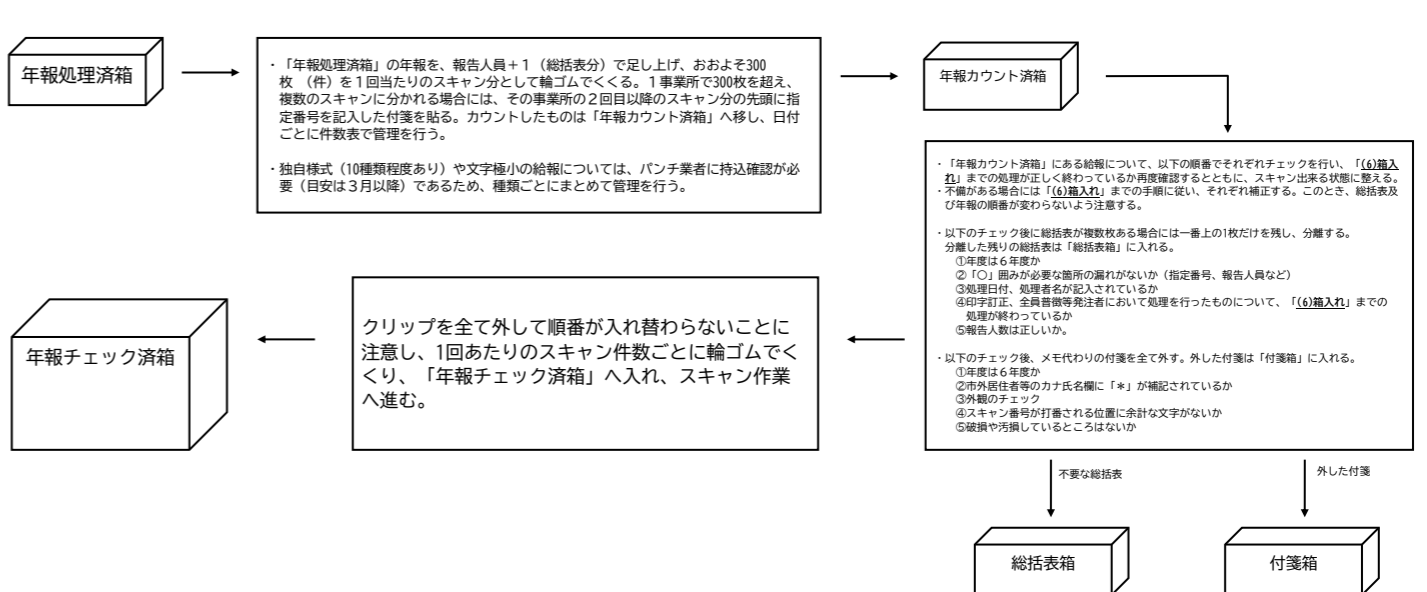 年報処理済箱
・「年報処理済箱」の年報を、報告人員＋１（総括表分）で足し上げ、おおよそ300
枚　（件）を１回当たりのスキャン分として輪ゴムでくくる。１事業所で300枚を超え、
複数のスキャンに分かれる場合には、その事業所の２回目以降のスキャン分の先頭に指
定番号を記入した付箋を貼る。カウントしたものは「年報カウント済箱」へ移し、日付
ごとに件数表で管理を行う。
・独自様式（10種類程度あり）や文字極小の給報については、パンチ業者に持込確認が必
要（目安は３月以降）であるため、種類ごとにまとめて管理を行う。
年報カウント済箱
・「年報カウント済箱」にある給報について、以下の順番でそれぞれチェックを行い、「(6)箱入
れ」までの処理が正しく終わっているか再度確認するとともに、スキャン出来る状態に整える。
・不備がある場合には「(6)箱入れ」までの手順に従い、それぞれ補正する。このとき、総括表及
び年報の順番が変わらないよう注意する。
・以下のチェック後に総括表が複数枚ある場合には一番上の1枚だけを残し、分離する。
分離した残りの総括表は「総括表箱」に入れる。
①年度は６年度か
②「○」囲みが必要な箇所の漏れがないか（指定番号、報告人員など）
③処理日付、処理者名が記入されているか
④印字訂正、全員普徴等発注者において処理を行ったものについて、「(6)箱入れ」までの
処理が終わっているか
⑤報告人数は正しいか。
・以下のチェック後、メモ代わりの付箋を全て外す。外した付箋は「付箋箱」に入れる。
①年度は６年度か
②市外居住者等のカナ氏名欄に「＊」が補記されているか
③外観のチェック
④スキャン番号が打番される位置に余計な文字がないか
⑤破損や汚損しているところはないか
クリップを全て外して順番が入れ替わらないことに
注意し、1回あたりのスキャン件数ごとに輪ゴムでく
くり、「年報チェック済箱」へ入れ、スキャン作業
へ進む。
年報チェック済箱
不要な総括表
外した付箋
総括表箱
付箋箱